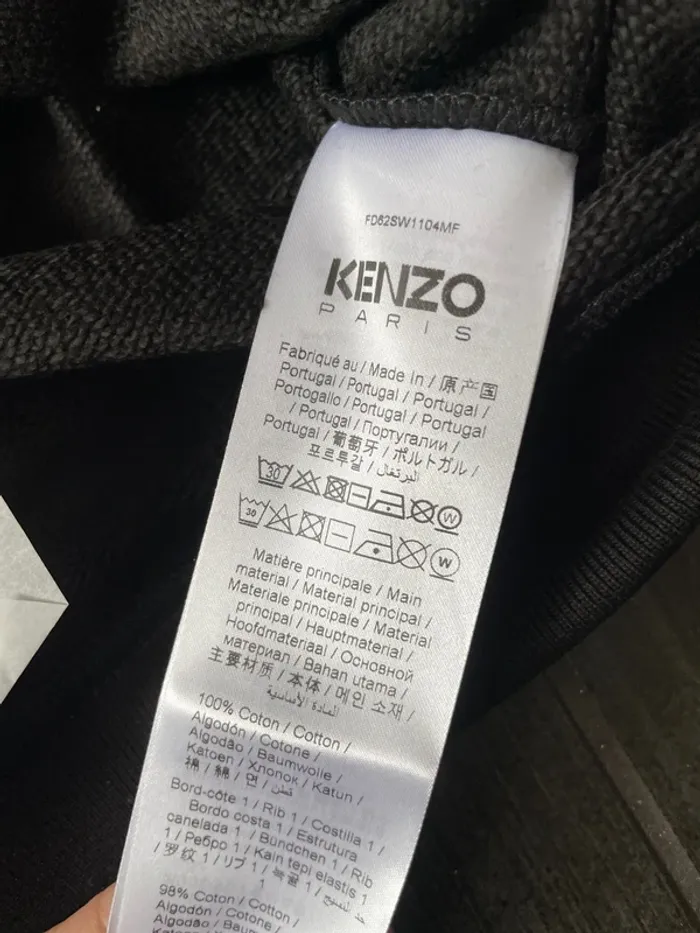 FD62SW1104MF
KENZO
PARIS
Fabriqué au / Made In / 原产国
Portugal / Portugal / Portugal /
Portogallo / Portugal / Portugal
/ Portugal / Португалии /
Portugal / 葡萄牙 / ポルトガル /
포르투갈 / البرتغال
30 W
30 W
Matière principale / Main
material / Material principal /
Materiale principale / Material
principal / Hauptmaterial /
Hoofdmateriaal / Основной
материал / Bahan utama /
主要材质 / 本体 / 메인 소재 /
المادة الأساسية
100% Coton / Cotton /
Algodón / Cotone /
Algodão / Baumwolle /
Katoen / Хлопок / Katun /
棉 / 綿 / 면 / قطن
Bord-côte 1 / Rib 1 / Costilla 1 /
Bordo costa 1 / Estrutura
canelada 1 / Bündchen 1 / Rib
1 / Ребро 1 / Kain tepi elastis 1
/ 罗纹 1 / リブ 1 /
1
98% Coton / Cotton /
Algodón / Cotone /
Algodão / Baumwolle